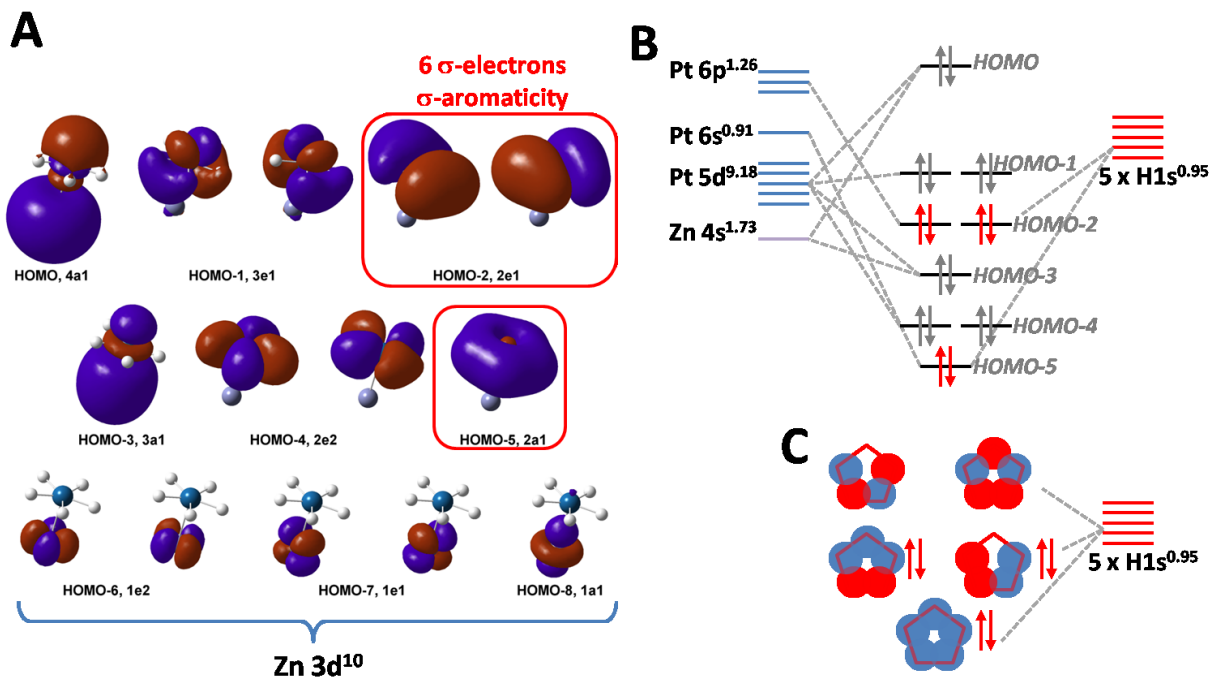 A
6 σ-electrons
σ-aromaticity
HOMO, 4a1
HOMO-1, 3e1
HOMO-2, 2e1
HOMO-3, 3a1
HOMO-4, 2e2
HOMO-5, 2a1
HOMO-6, 1e2
HOMO-7, 1e1
HOMO-8, 1a1
Zn 3d¹⁰
B
Pt 6p¹·²⁶
Pt 6s⁰·⁹¹
Pt 5d⁹·¹⁸
Zn 4s¹·⁷³
HOMO
HOMO-1
HOMO-2
HOMO-3
HOMO-4
HOMO-5
5 x H1s⁰·⁹⁵
C
5 x H1s⁰·⁹⁵